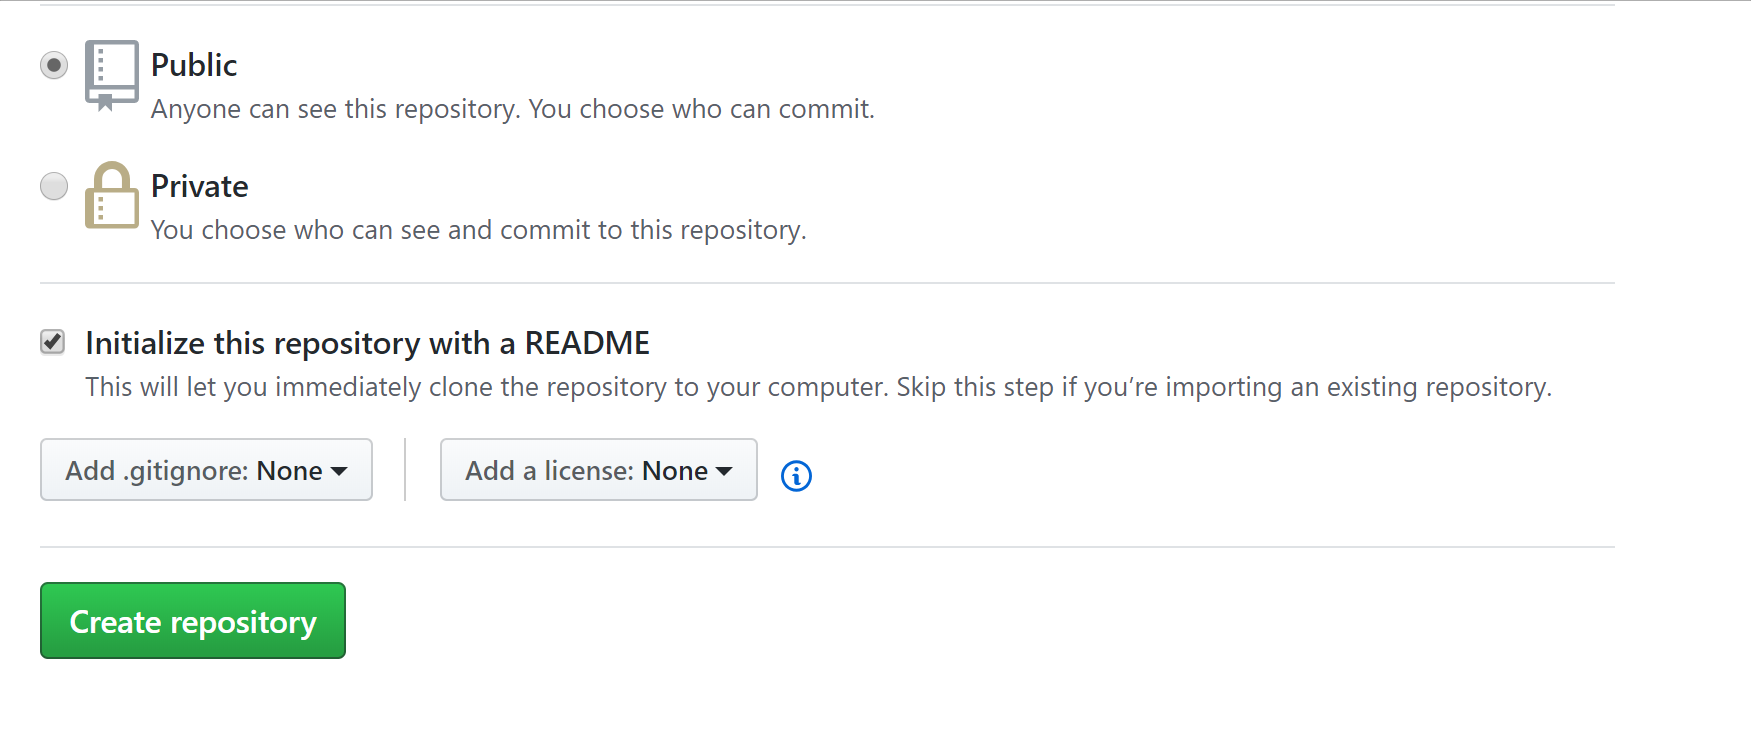 Public
Anyone can see this repository. You choose who can commit.
Private
You choose who can see and commit to this repository.
Initialize this repository with a README
This will let you immediately clone the repository to your computer. Skip this step if you’re importing an existing repository.
Add .gitignore: None
Add a license: None
Create repository